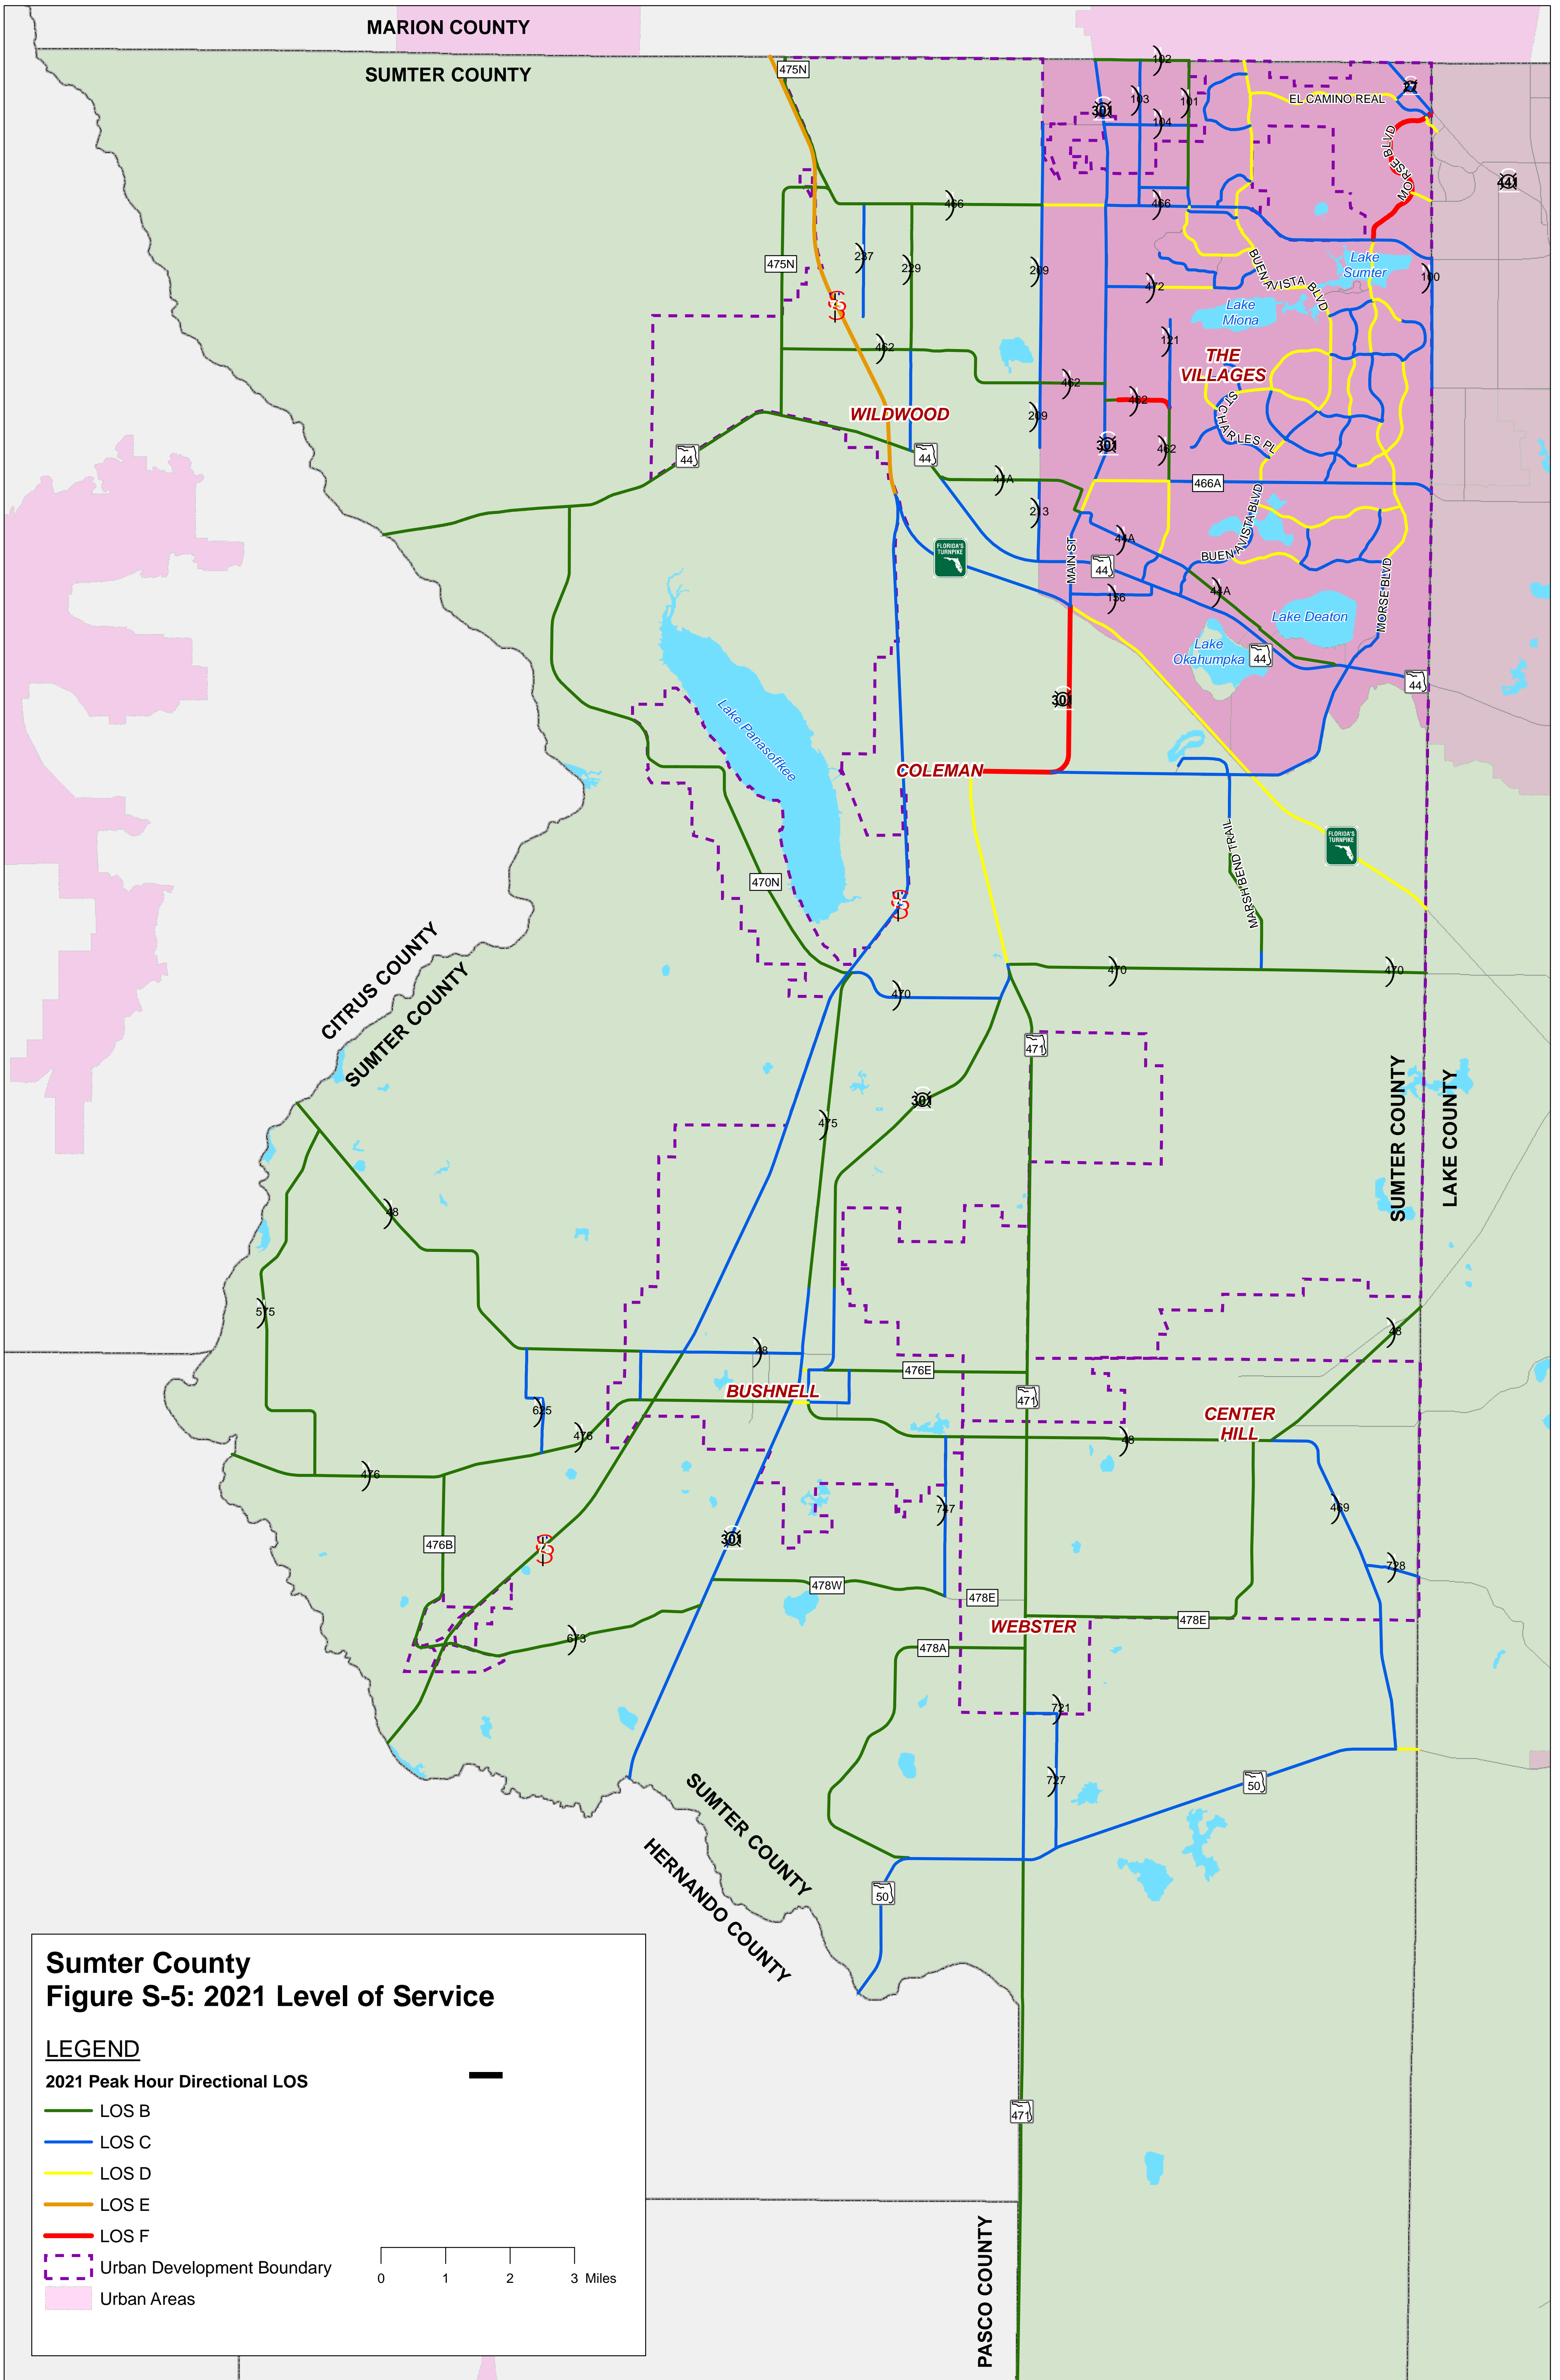 MARION COUNTY
SUMTER COUNTY
475N
102
27
301
103
101
EL CAMINO REAL
104
MORSE BLVD
441
466
466
475N
237
229
209
BUENA VISTA BLVD
Lake
Sumter
100
472
Lake
Miona
121
462
THE
VILLAGES
462
462
WILDWOOD
209
ST CHARLES PL
301
462
44
44
44A
466A
213
BUENA VISTA BLVD
44A
FLORIDA'S
TURNPIKE
MAIN ST
44
156
44A
MORSE BLVD
Lake Deaton
Lake
Okahumpka
44
44
301
Lake Panasoffkee
COLEMAN
MARSH BEND TRAIL
FLORIDA'S
TURNPIKE
470N
CITRUS COUNTY
SUMTER COUNTY
470
470
470
471
301
475
SUMTER COUNTY
LAKE COUNTY
48
575
48
48
476E
BUSHNELL
471
625
476
CENTER
HILL
48
476
747
469
476B
301
728
478W
478E
478E
WEBSTER
673
478A
721
727
50
SUMTER COUNTY
HERNANDO COUNTY
50
Sumter County
Figure S-5: 2021 Level of Service
LEGEND
2021 Peak Hour Directional LOS
LOS B
LOS C
LOS D
LOS E
LOS F
Urban Development Boundary
Urban Areas
0 1 2 3 Miles
471
PASCO COUNTY